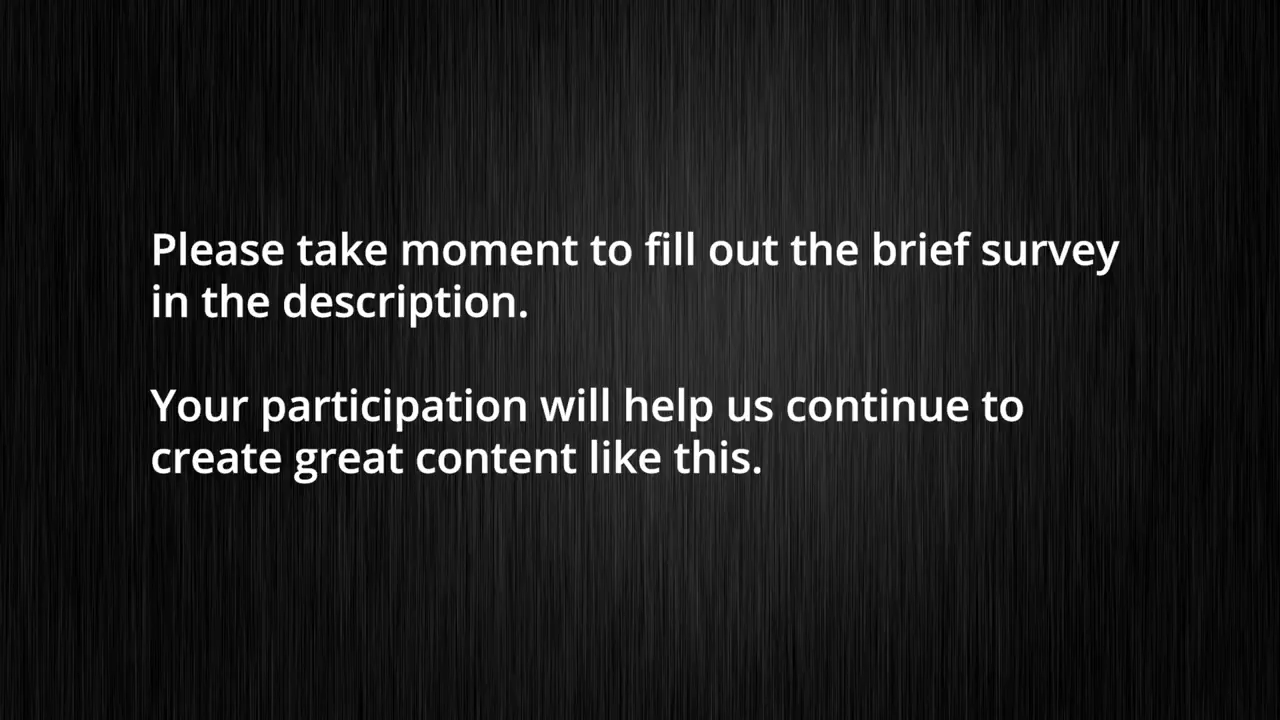 Please take moment to fill out the brief survey
in the description.
Your participation will help us continue to
create great content like this.